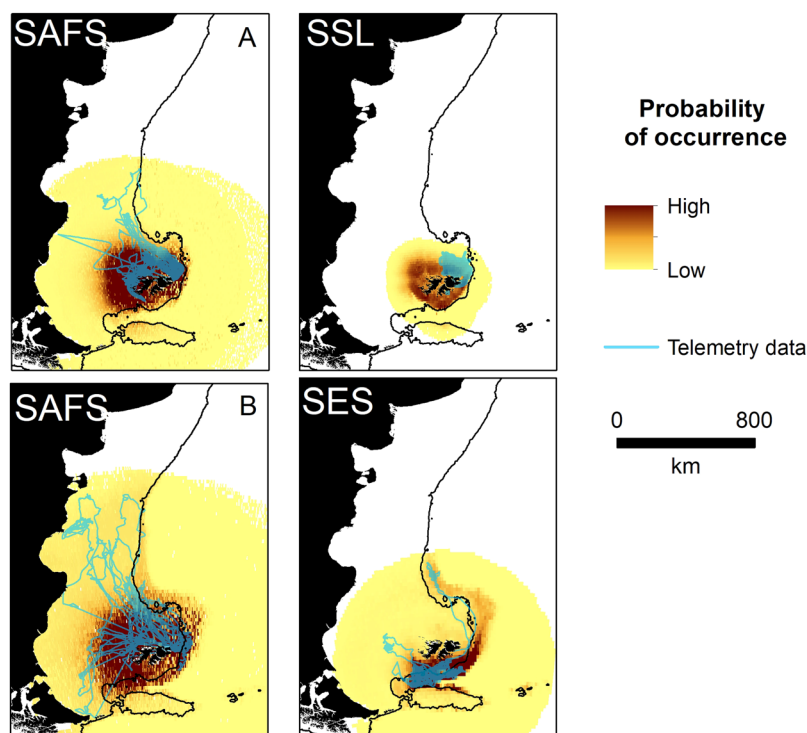 SAFS
A
SSL
Probability
of occurrence
High
Low
Telemetry data
0
800
km
SAFS
B
SES